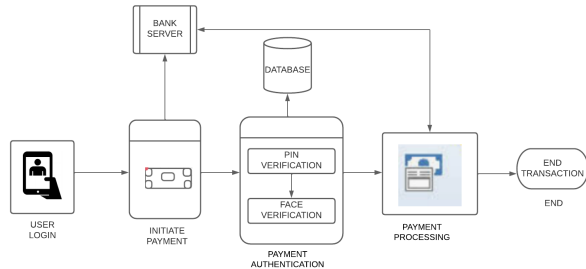 BANK
SERVER
DATABASE
PIN
VERIFICATION
FACE
VERIFICATION
END
TRANSACTION
USER
LOGIN
INITIATE
PAYMENT
PAYMENT
AUTHENTICATION
PAYMENT
PROCESSING
END